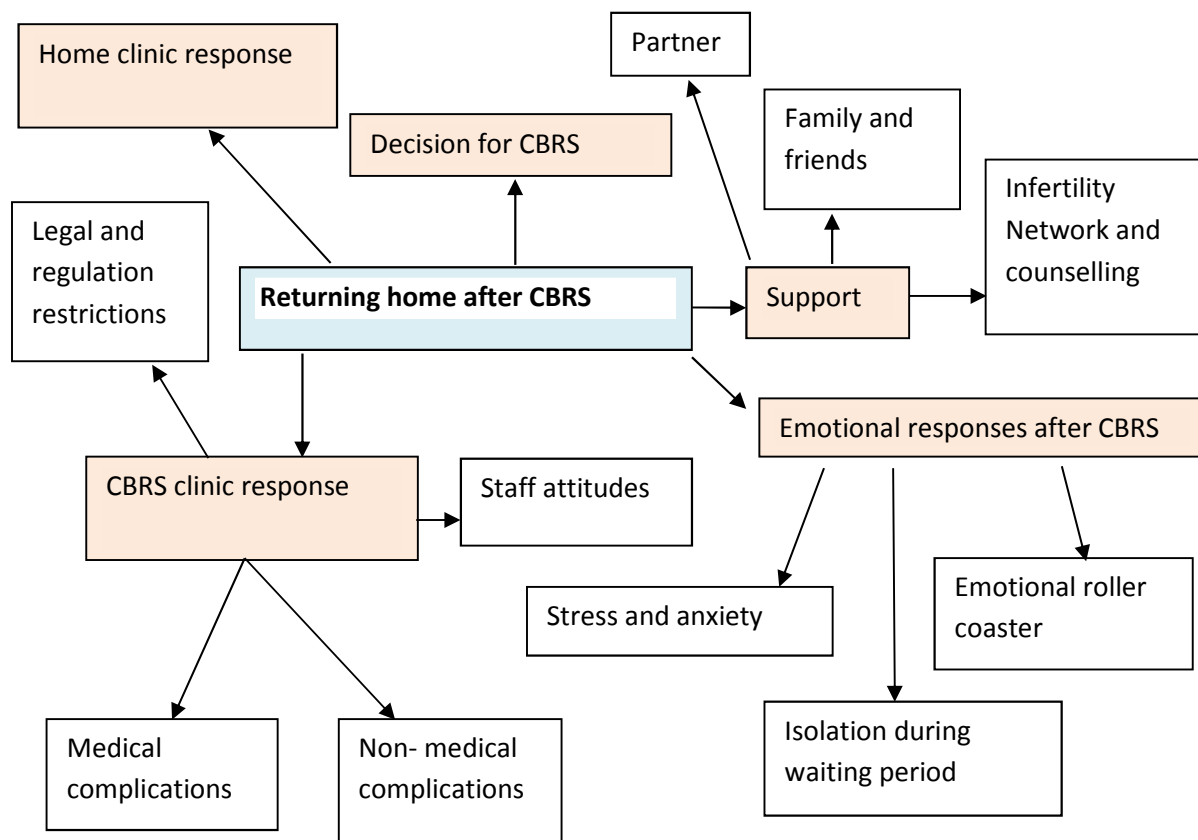 Home clinic response
Partner
Decision for CBRS
Family and
friends
Infertility
Network and
counselling
Legal and
regulation
restrictions
Returning home after CBRS
Support
Emotional responses after CBRS
CBRS clinic response
Staff attitudes
Stress and anxiety
Emotional roller
coaster
Isolation during
waiting period
Medical
complications
Non- medical
complications